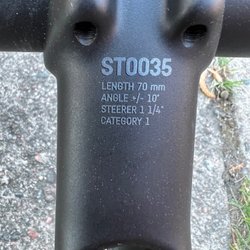 ST0035
LENGTH 70 mm
ANGLE +/- 10°
STEERER 1 1/4"
CATEGORY 1